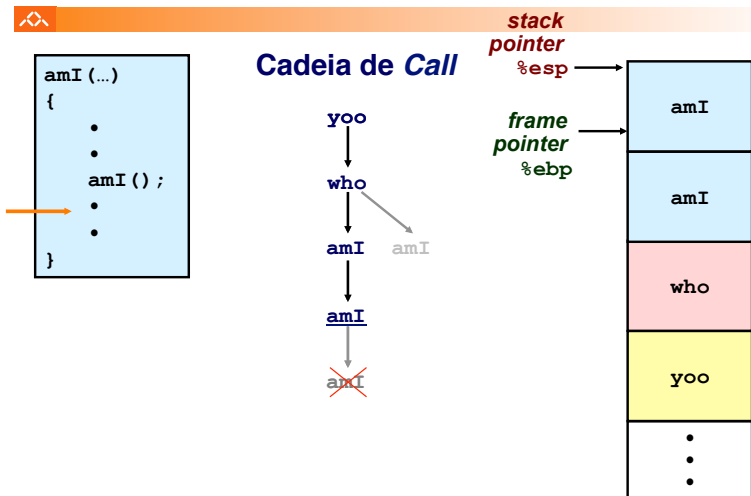 amI(…)
{
•
•
amI();
•
•
}
Cadeia de Call
yoo
who
amI amI
amI
amI
stack
pointer
%esp
frame
pointer
%ebp
amI
amI
who
yoo
•
•
•